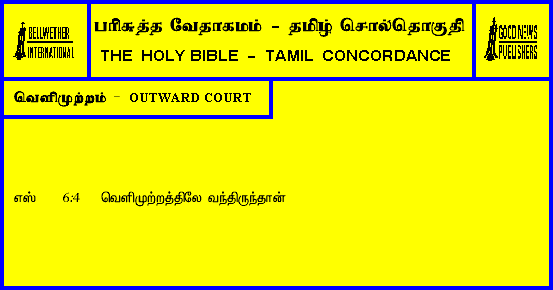 BELLWETHER INTERNATIONAL
பரிசுத்த வேதாகமம் - தமிழ் சொல்தொகுதி
THE HOLY BIBLE - TAMIL CONCORDANCE
GOOD NEWS PUBLISHERS
வெளிமுற்றம் - OUTWARD COURT
எஸ் 6:4 வெளிமுற்றத்திலே வந்திருந்தான்